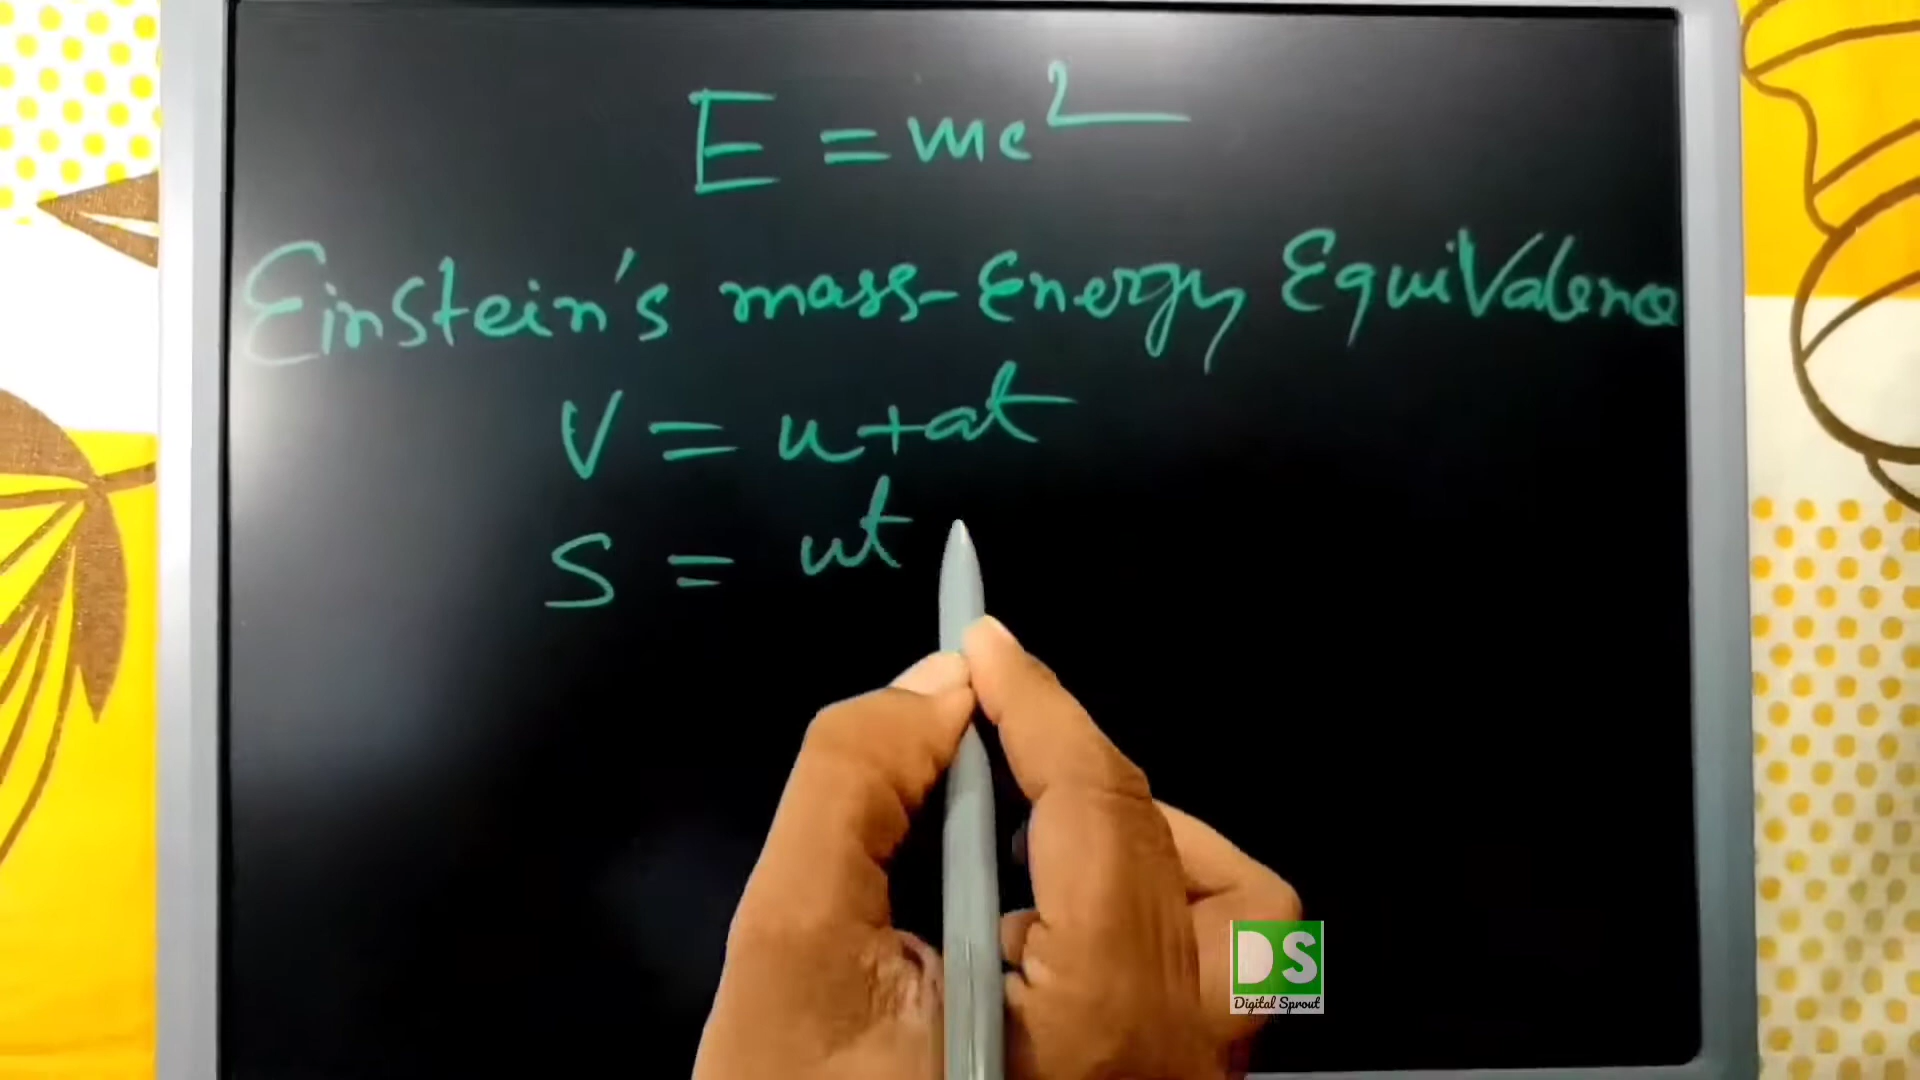 E = mc²
Einstein's mass-Energy Equivalence
V = u+at
S = ut
DS
Digital Sprout